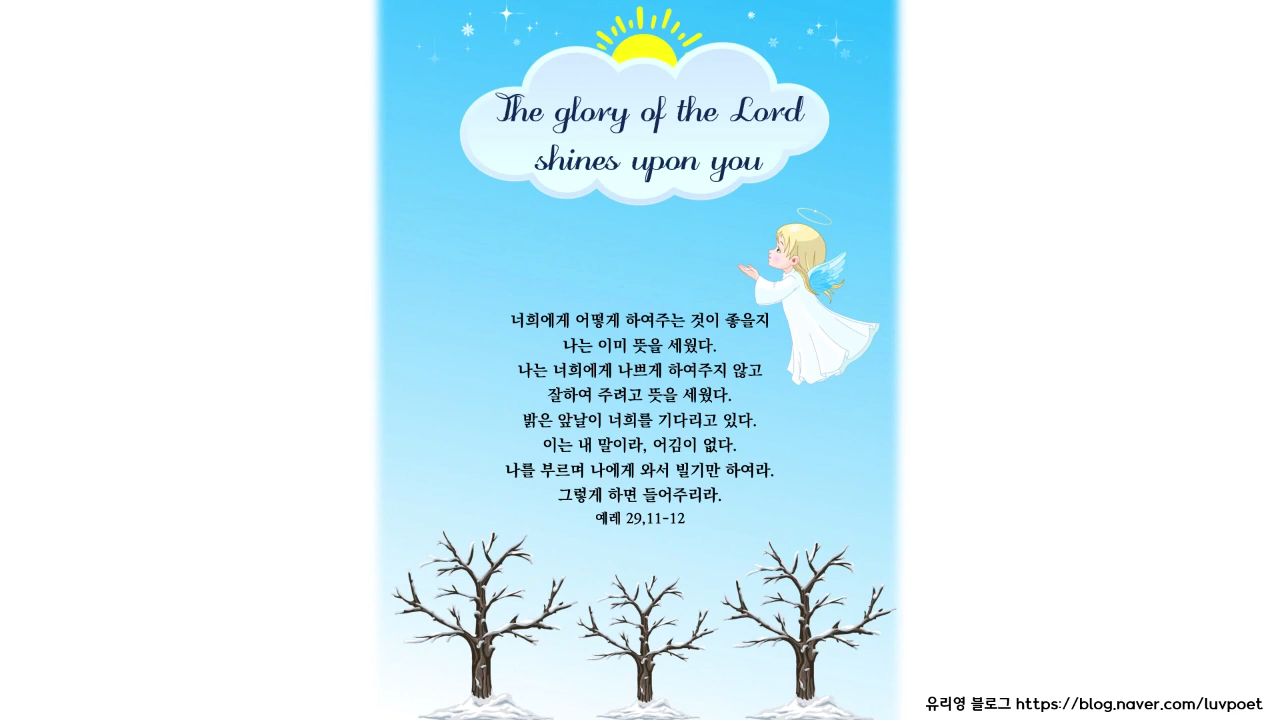 The glory of the Lord
shines upon you
너희에게 어떻게 하여주는 것이 좋을지
나는 이미 뜻을 세웠다.
나는 너희에게 나쁘게 하여주지 않고
잘하여 주려고 뜻을 세웠다.
밝은 앞날이 너희를 기다리고 있다.
이는 내 말이라, 어김이 없다.
나를 부르며 나에게 와서 빌기만 하여라.
그렇게 하면 들어주리라.
예레 29,11-12
유리영 블로그 https://blog.naver.com/luvpoet